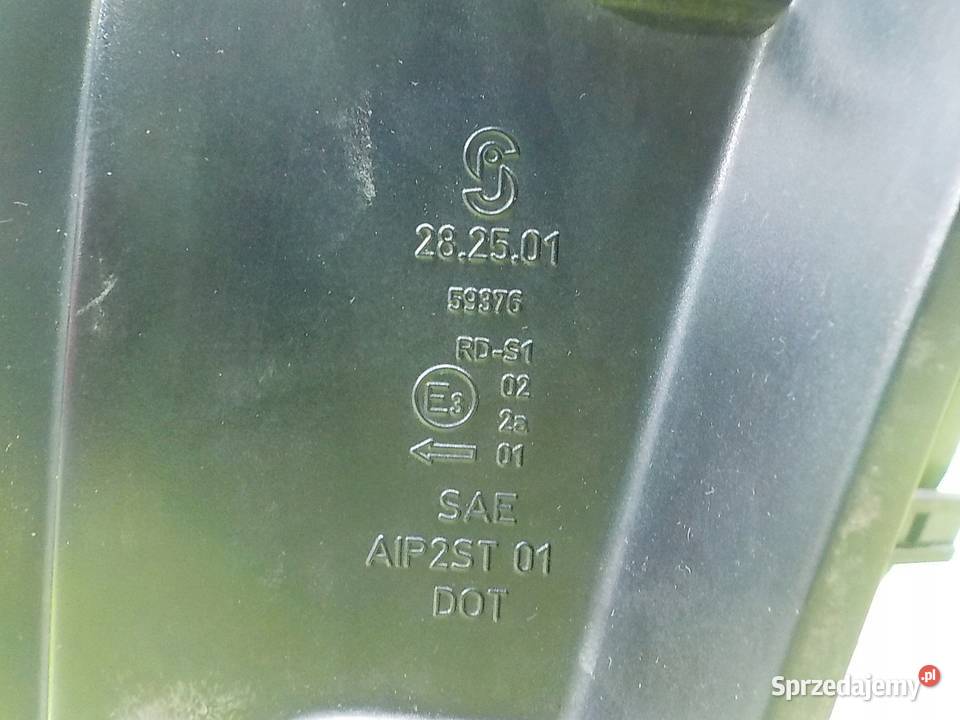 28.25.01
59376
RD-S1
E3 02
2a
01
SAE
AIP2ST 01
DOT
Sprzedajemy.pl